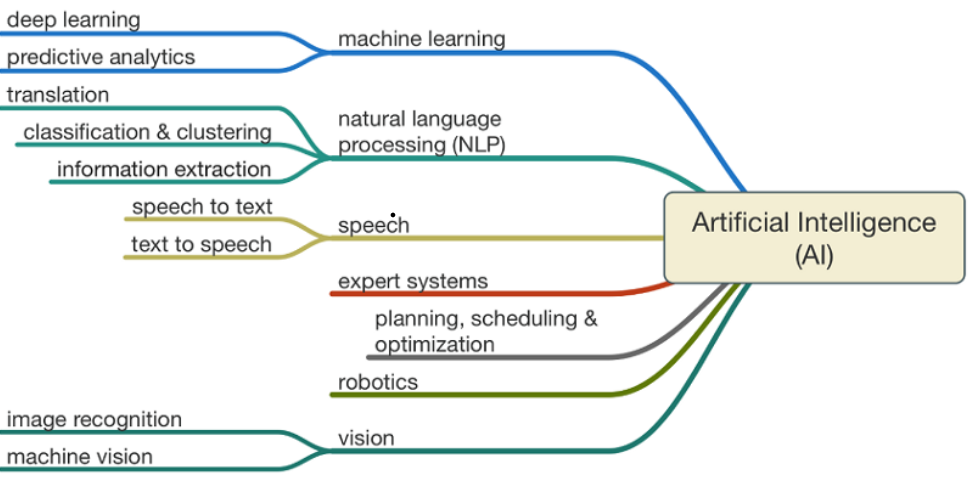 deep learning
predictive analytics
machine learning
translation
classification & clustering
information extraction
natural language
processing (NLP)
speech to text
text to speech
speech
expert systems
planning, scheduling &
optimization
robotics
image recognition
machine vision
vision
Artificial Intelligence
(AI)